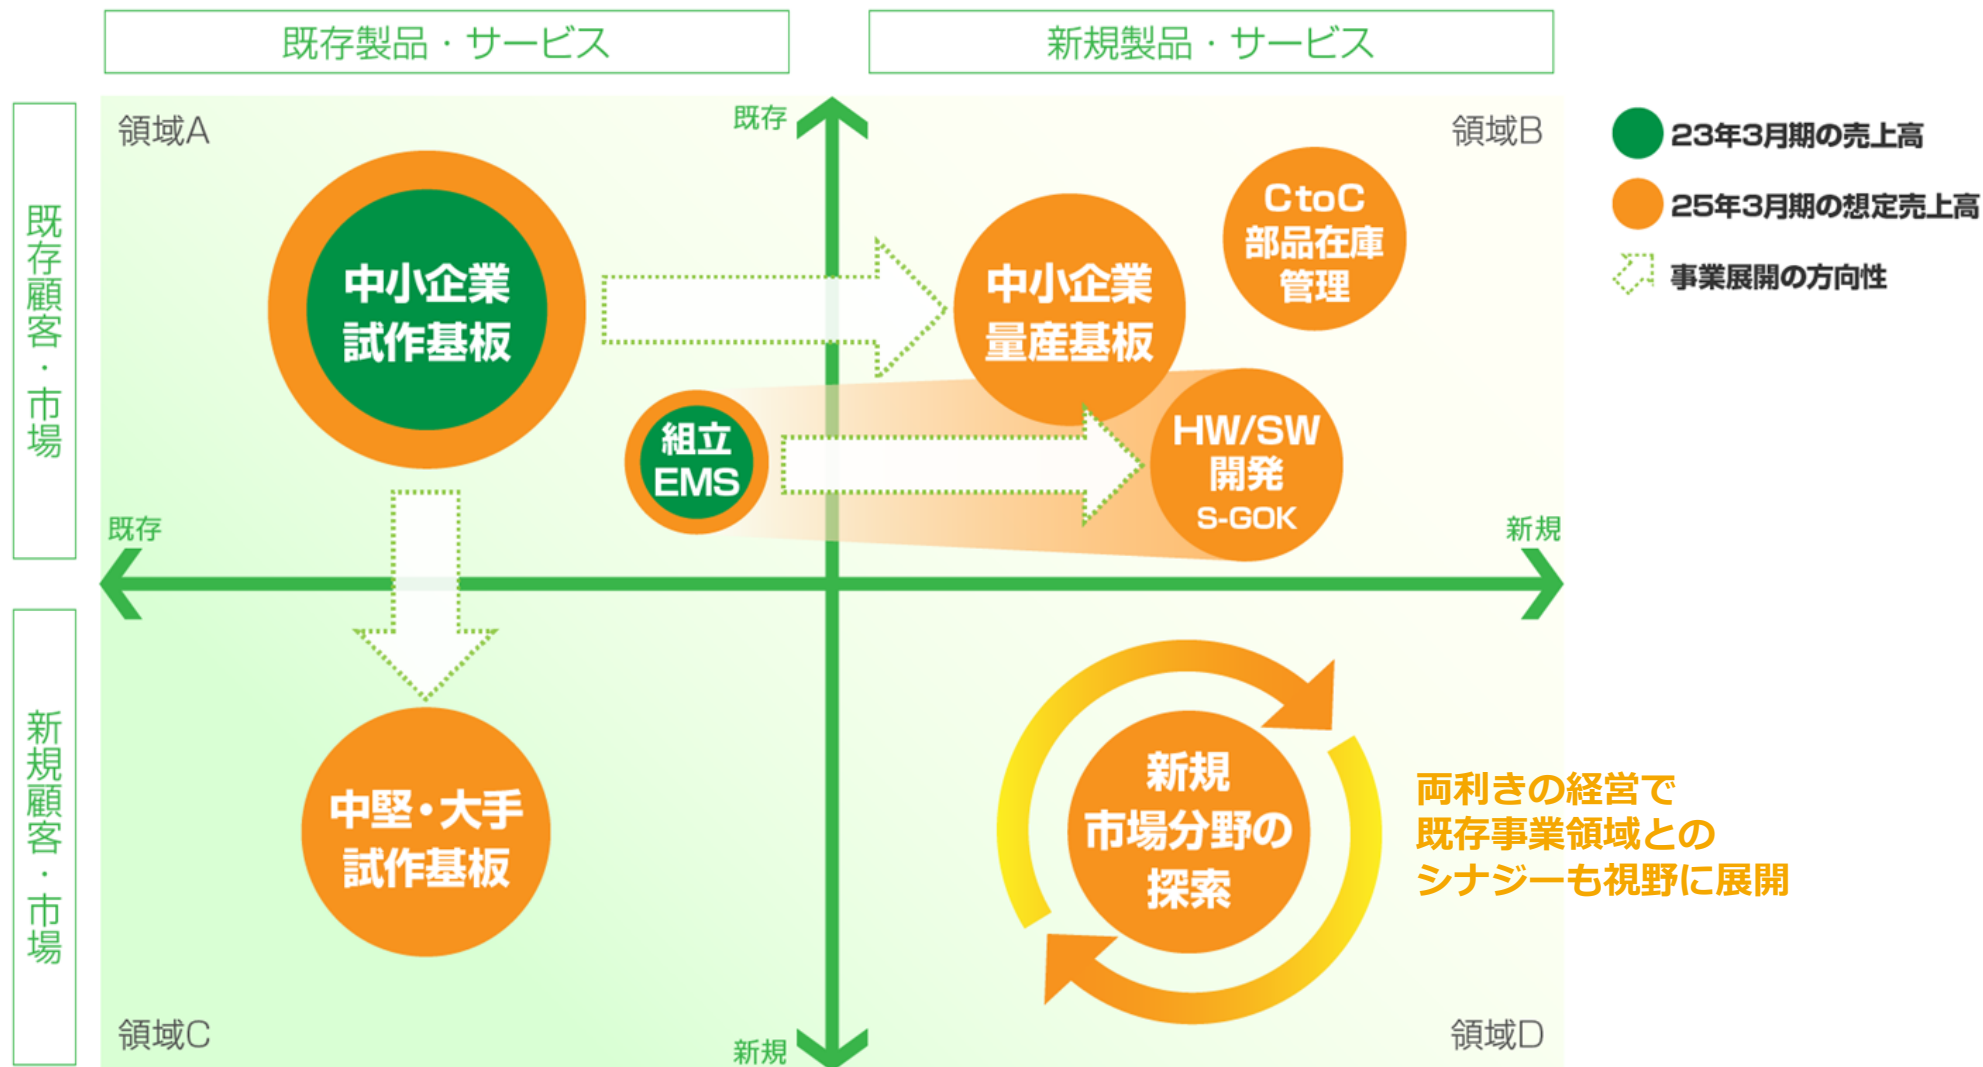 既存製品・サービス
新規製品・サービス
既存顧客・市場
新規顧客・市場
領域A
既存
領域B
中小企業
試作基板
中小企業
量産基板
CtoC
部品在庫
管理
組立
EMS
HW/SW
開発
S-GOK
既存
新規
中堅・大手
試作基板
新規
市場分野の
探索
両利きの経営で
既存事業領域との
シナジーも視野に展開
領域C
新規
領域D
23年3月期の売上高
25年3月期の想定売上高
事業展開の方向性